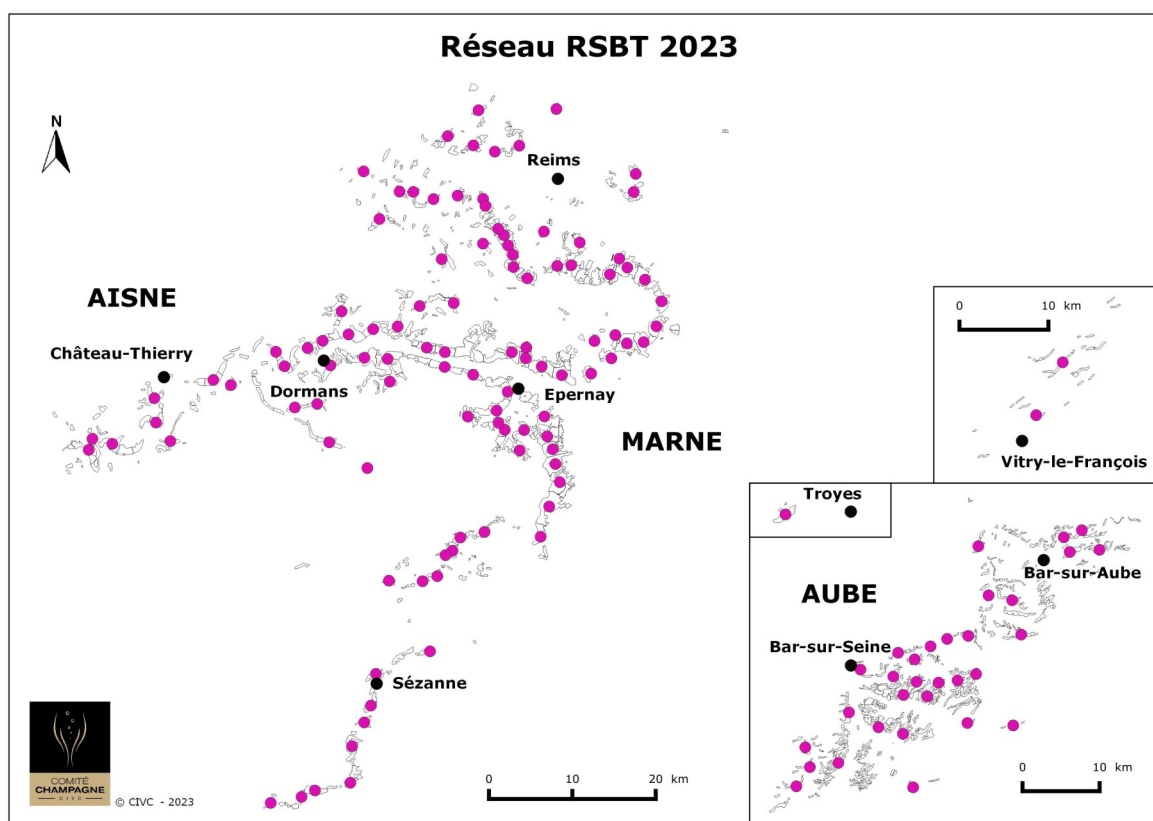 Réseau RSBT 2023
N
Reims
AISNE
0 10 km
Château-Thierry
Dormans
Epernay
MARNE
Vitry-le-François
Troyes
Bar-sur-Aube
AUBE
Bar-sur-Seine
Sézanne
COMITÉ
CHAMPAGNE
CIVC
© CIVC - 2023
0 10 20 km
0 10 km